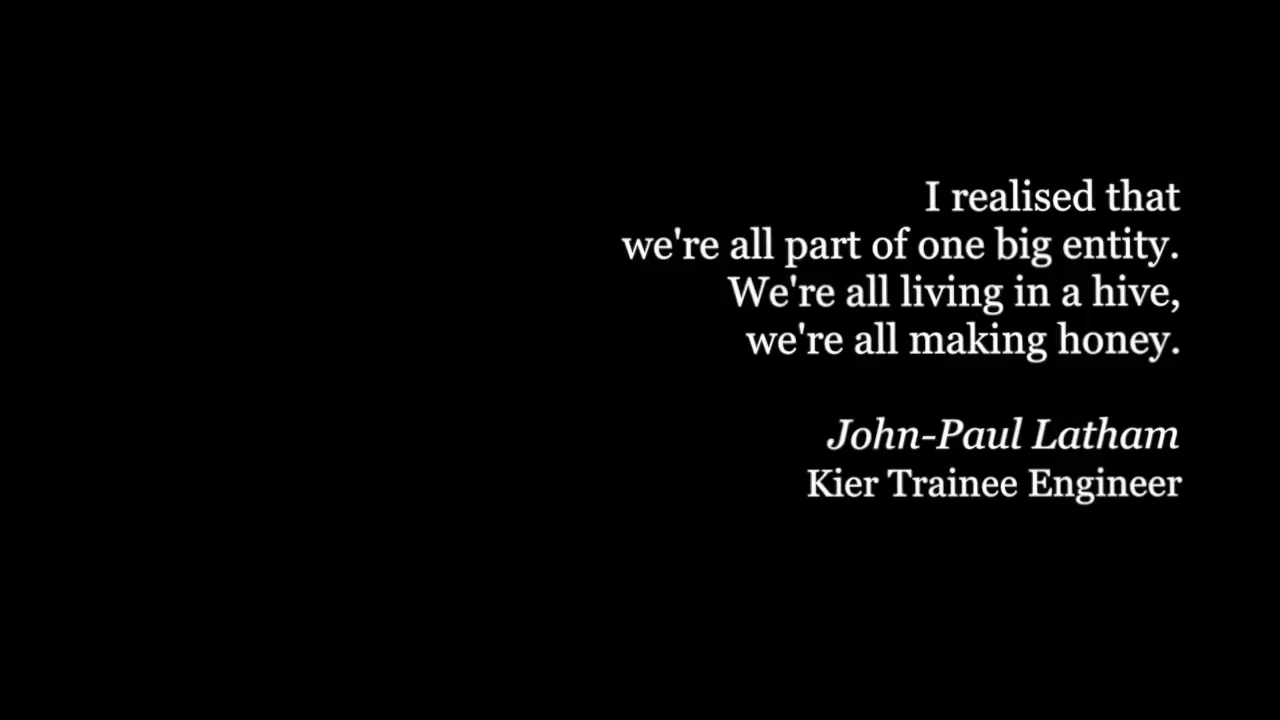 I realised that
we're all part of one big entity.
We're all living in a hive,
we're all making honey.
John-Paul Latham
Kier Trainee Engineer